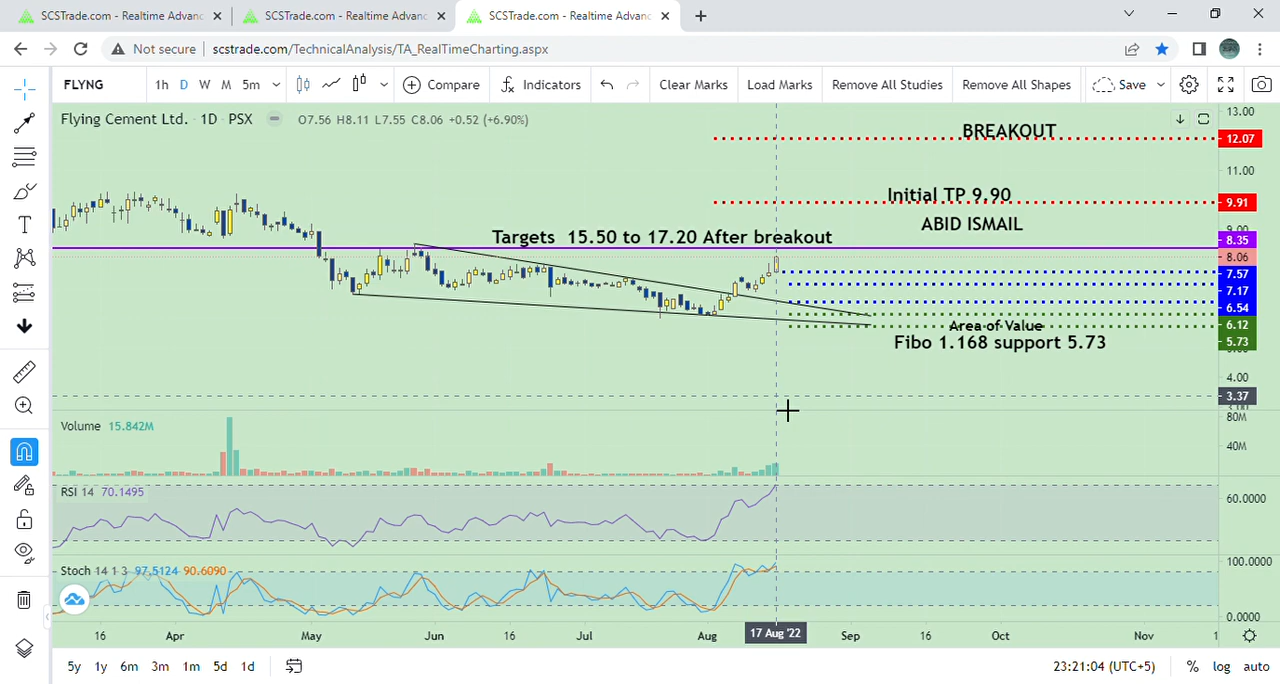 SCSTrade.com - Realtime Advanc
SCSTrade.com - Realtime Advanc
SCSTrade.com - Realtime Advanc
Not secure
scstrade.com/TechnicalAnalysis/TA_RealTimeCharting.aspx
FLYNG 1h D W M 5m Compare Indicators Clear Marks Load Marks Remove All Studies Remove All Shapes Save
Flying Cement Ltd. · 1D · PSX O7.56 H8.11 L7.55 C8.06 +0.52 (+6.90%)
13.00
BREAKOUT
12.07
11.00
Initial TP 9.90
9.91
ABID ISMAIL
9.00
Targets 15.50 to 17.20 After breakout
8.35
8.06
7.57
7.17
6.54
6.12
Area of Value
Fibo 1.168 support 5.73
5.73
5.00
4.00
3.37
3.00
Volume 15.842M
80M
40M
RSI 14 70.1495
60.0000
Stoch 14 1 3 97.5124 90.6090
100.0000
0.0000
16 Apr May Jun 16 Jul Aug 17 Aug '22 Sep 16 Oct Nov 1
5y 1y 6m 3m 1m 5d 1d
23:21:04 (UTC+5) % log auto